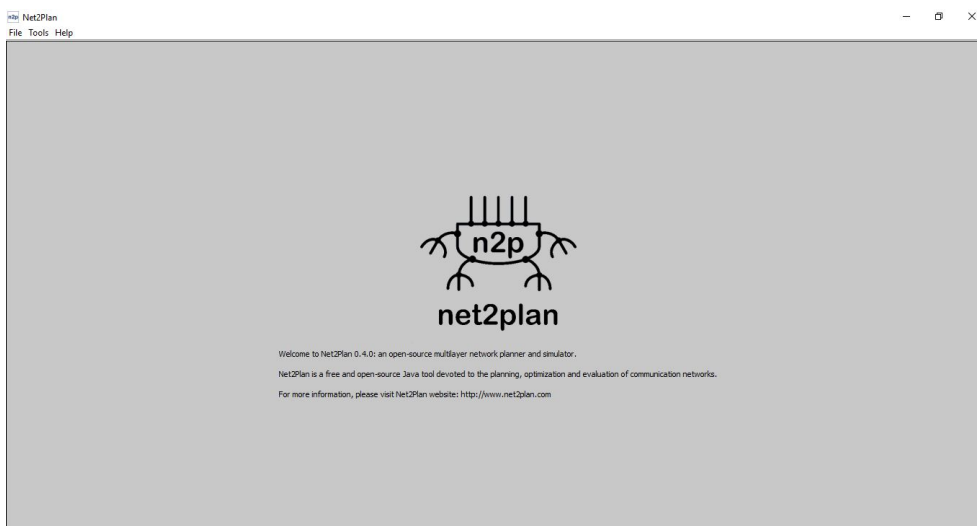 n2p Net2Plan
File Tools Help
n2p
net2plan
Welcome to Net2Plan 0.4.0: an open-source multilayer network planner and simulator.
Net2Plan is a free and open-source Java tool devoted to the planning, optimization and evaluation of communication networks.
For more information, please visit Net2Plan website: http://www.net2plan.com